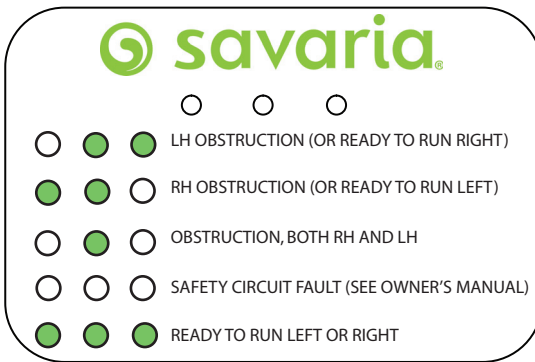 savaria®
LH OBSTRUCTION (OR READY TO RUN RIGHT)
RH OBSTRUCTION (OR READY TO RUN LEFT)
OBSTRUCTION, BOTH RH AND LH
SAFETY CIRCUIT FAULT (SEE OWNER'S MANUAL)
READY TO RUN LEFT OR RIGHT